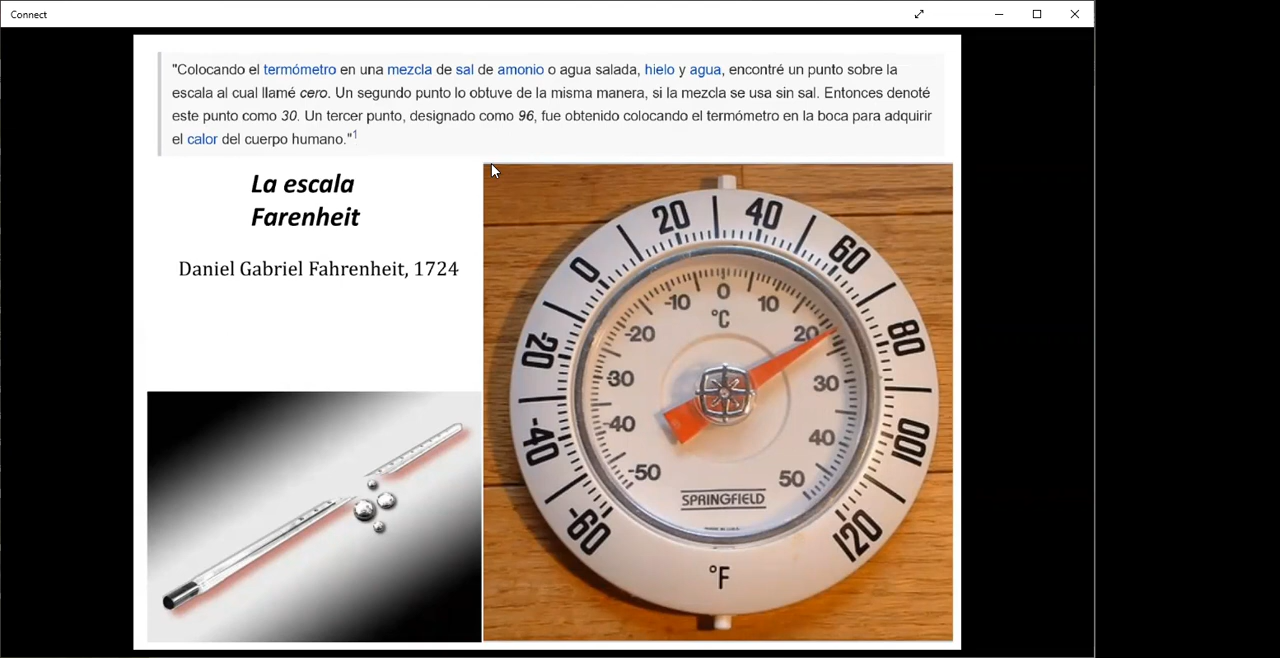 Connect
"Colocando el termómetro en una mezcla de sal de amonio o agua salada, hielo y agua, encontré un punto sobre la
escala al cual llamé cero. Un segundo punto lo obtuve de la misma manera, si la mezcla se usa sin sal. Entonces denoté
este punto como 30. Un tercer punto, designado como 96, fue obtenido colocando el termómetro en la boca para adquirir
el calor del cuerpo humano."1
La escala
Farenheit
Daniel Gabriel Fahrenheit, 1724
-60
-40
-20
0
20
40
60
80
100
120
°F
-50
-40
-30
-20
-10
0
10
20
30
40
50
°C
SPRINGFIELD